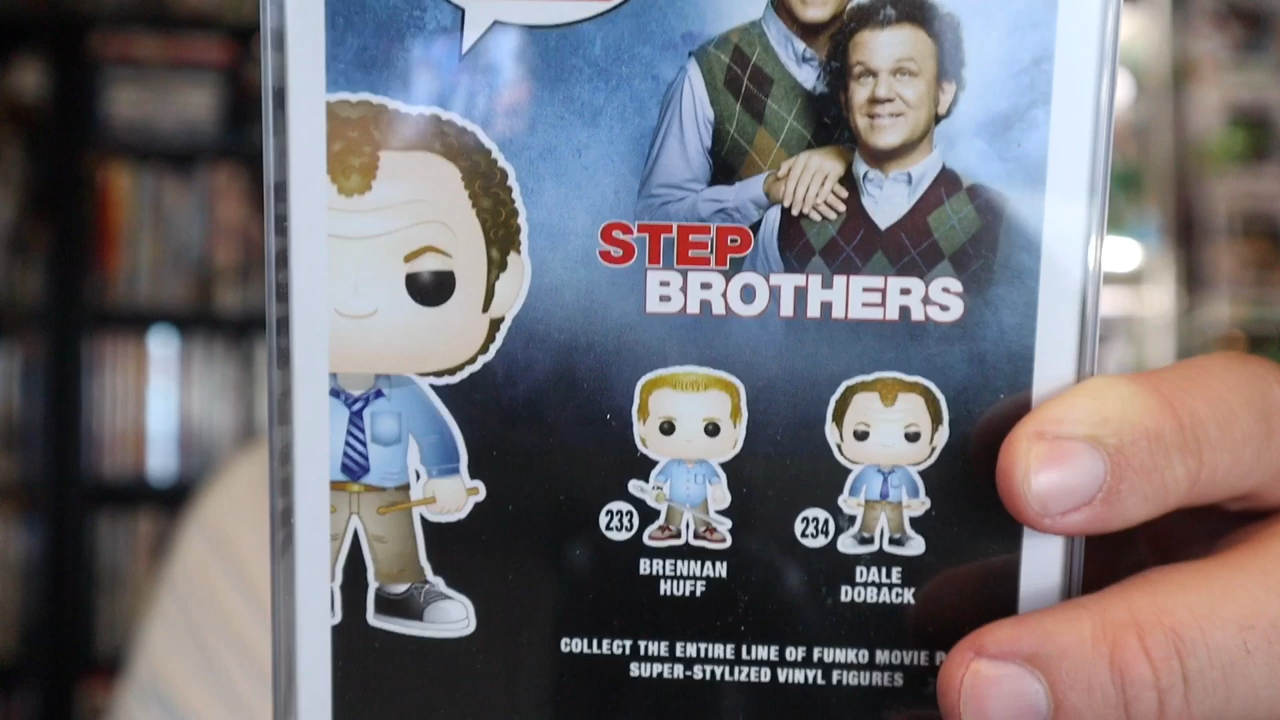 STEP
BROTHERS
233
BRENNAN
HUFF
234
DALE
DOBACK
COLLECT THE ENTIRE LINE OF FUNKO MOVIE
SUPER-STYLIZED VINYL FIGURES